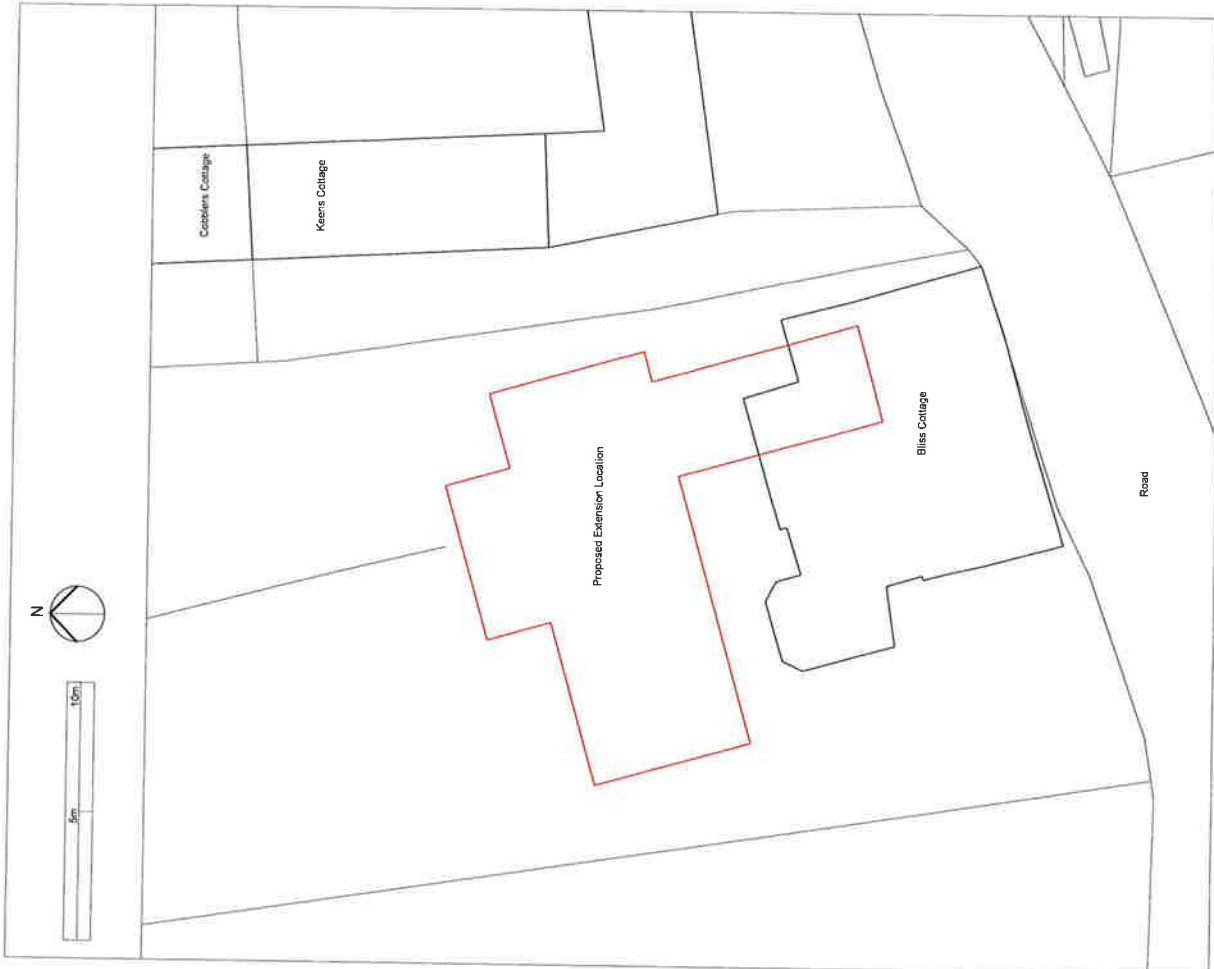 N
10m
5m
Cobblers Cottage
Keens Cottage
Proposed Extension Location
Bliss Cottage
Road